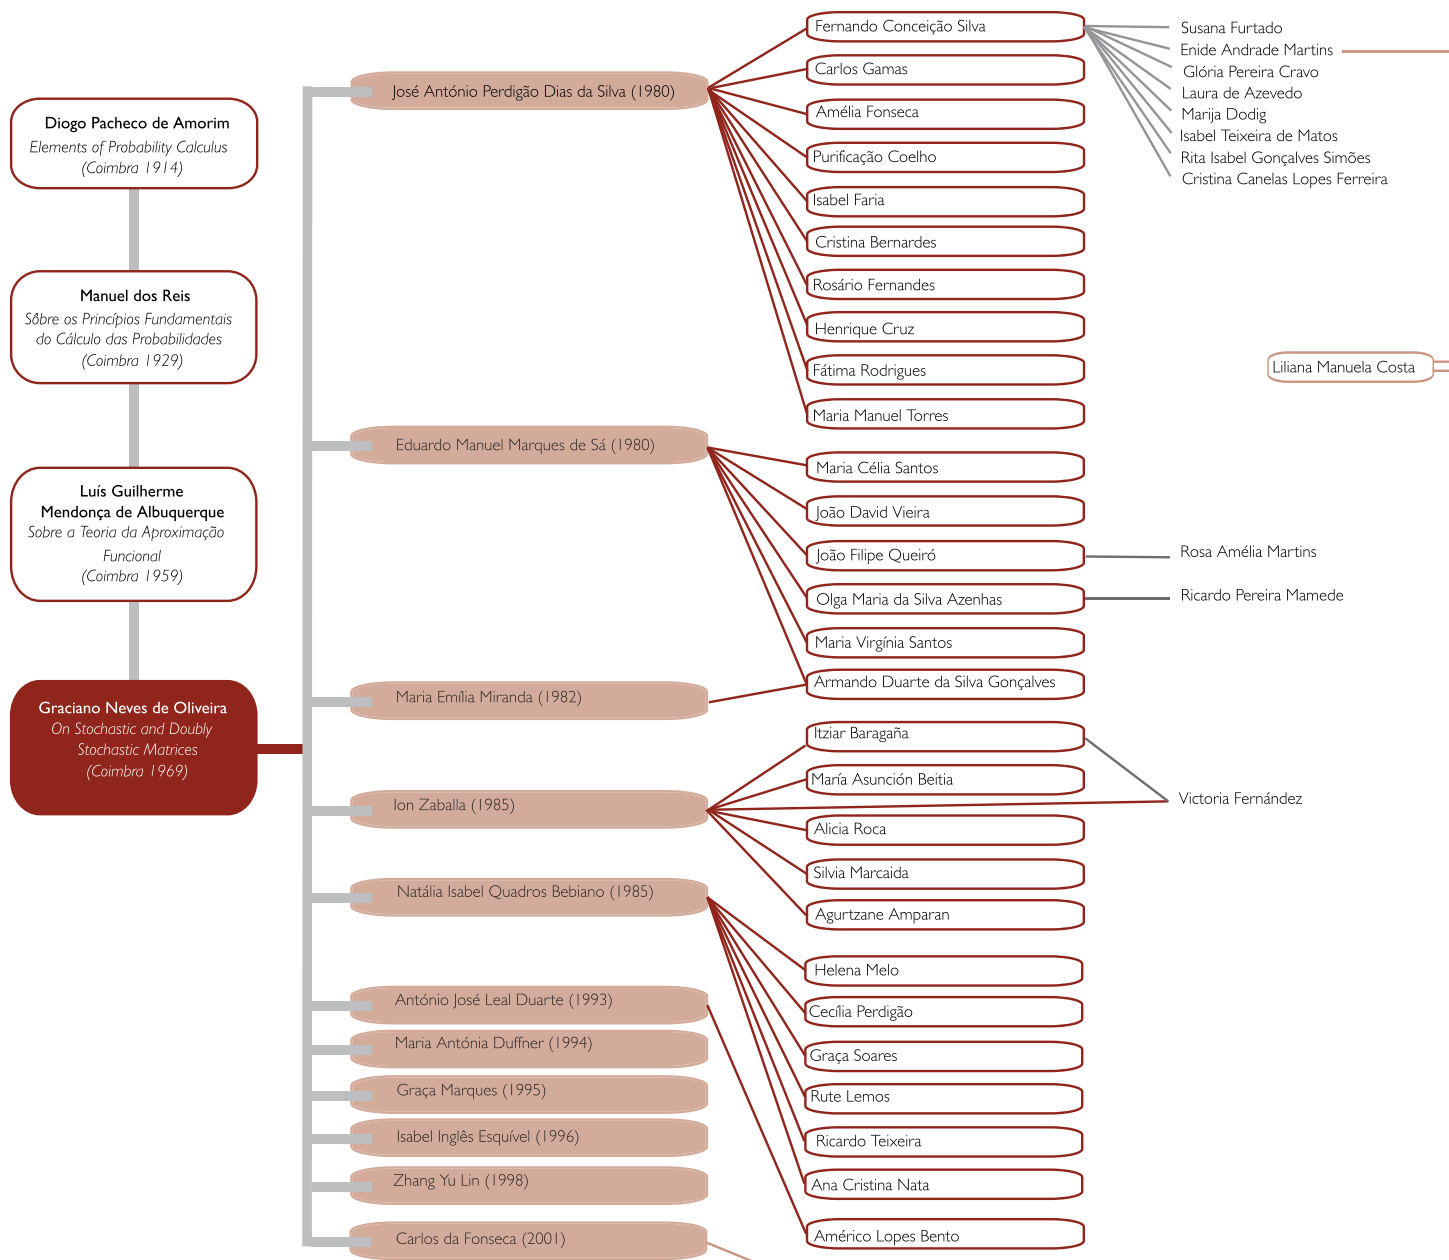 Diogo Pacheco de Amorim
Elements of Probability Calculus
(Coimbra 1914)
Manuel dos Reis
Sôbre os Princípios Fundamentais
do Cálculo das Probabilidades
(Coimbra 1929)
Luís Guilherme
Mendonça de Albuquerque
Sobre a Teoria da Aproximação
Funcional
(Coimbra 1959)
Graciano Neves de Oliveira
On Stochastic and Doubly
Stochastic Matrices
(Coimbra 1969)
José António Perdigão Dias da Silva (1980)
Eduardo Manuel Marques de Sá (1980)
Maria Emília Miranda (1982)
Ion Zaballa (1985)
Natália Isabel Quadros Bebiano (1985)
António José Leal Duarte (1993)
Maria Antónia Duffner (1994)
Graça Marques (1995)
Isabel Inglês Esquível (1996)
Zhang Yu Lin (1998)
Carlos da Fonseca (2001)
Fernando Conceição Silva
Carlos Gamas
Amélia Fonseca
Purificação Coelho
Isabel Faria
Cristina Bernardes
Rosário Fernandes
Henrique Cruz
Fátima Rodrigues
Maria Manuel Torres
Maria Célia Santos
João David Vieira
João Filipe Queiró
Olga Maria da Silva Azenhas
Maria Virgínia Santos
Armando Duarte da Silva Gonçalves
Itziar Baragaña
María Asunción Beitia
Alicia Roca
Silvia Marcaida
Agurtzane Amparan
Helena Melo
Cecília Perdigão
Graça Soares
Rute Lemos
Ricardo Teixeira
Ana Cristina Nata
Américo Lopes Bento
Susana Furtado
Enide Andrade Martins
Glória Pereira Cravo
Laura de Azevedo
Marija Dodig
Isabel Teixeira de Matos
Rita Isabel Gonçalves Simões
Cristina Canelas Lopes Ferreira
Liliana Manuela Costa
Rosa Amélia Martins
Ricardo Pereira Mamede
Victoria Fernández